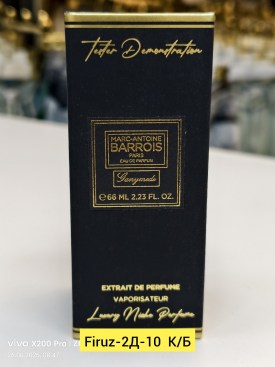 Tester Demonstration
MARC-ANTOINE
BARROIS
PARIS
EAU DE PARFUM
Ganymede
℮66 ML 2.23 FL. OZ.
EXTRAIT DE PERFUME
VAPORISATEUR
Luxury Niche Perfume
vivo X200 Pro
Firuz-2Д-10 К/Б